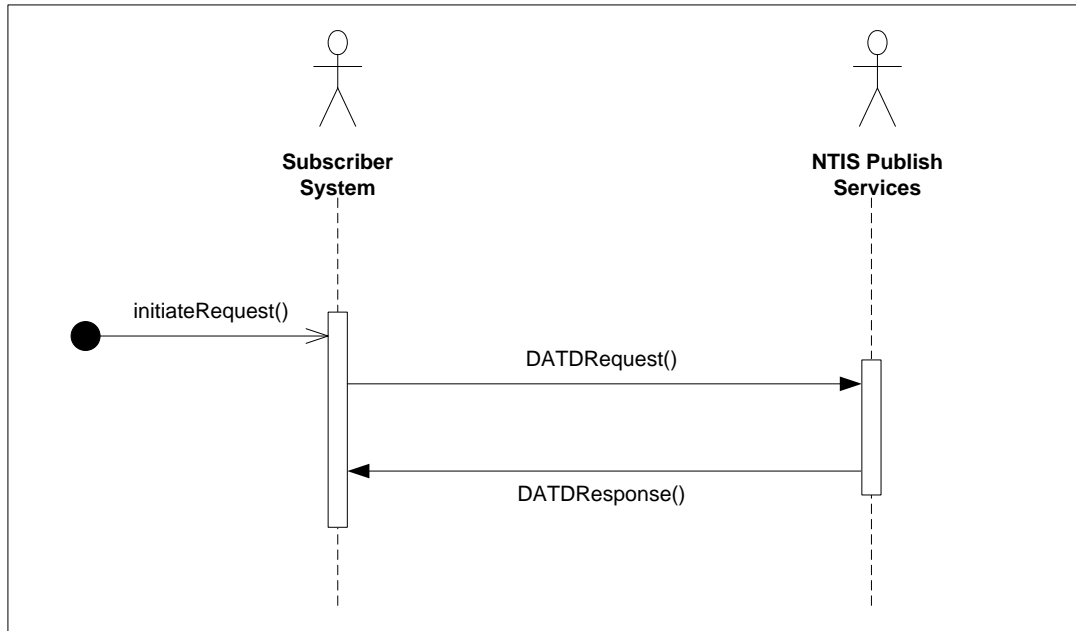 Subscriber
System
NTIS Publish
Services
initiateRequest()
DATDRequest()
DATDResponse()